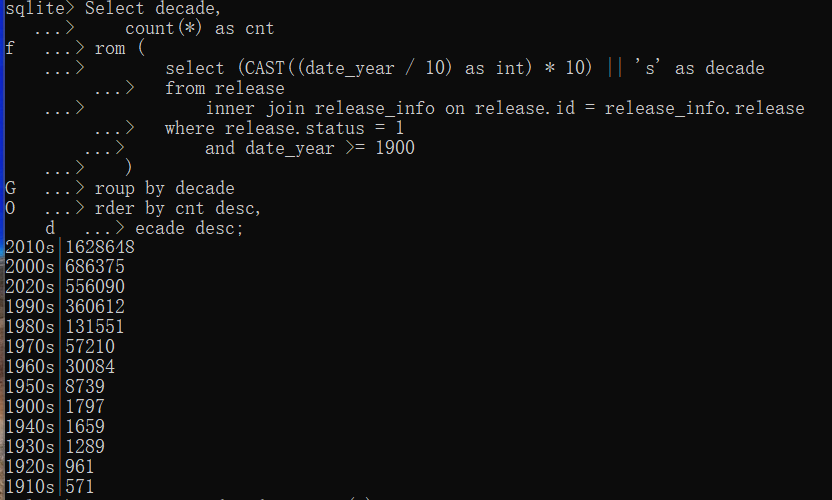 sqlite> Select decade,
   ...>     count(*) as cnt
f   ...> rom (
    ...>        select (CAST((date_year / 10) as int) * 10) || 's' as decade
         ...>   from release
    ...>            inner join release_info on release.id = release_info.release
         ...>   where release.status = 1
        ...>        and date_year >= 1900
    ...>    )
G   ...> roup by decade
O   ...> rder by cnt desc,
    d   ...> ecade desc;
2010s|1628648
2000s|686375
2020s|556090
1990s|360612
1980s|131551
1970s|57210
1960s|30084
1950s|8739
1900s|1797
1940s|1659
1930s|1289
1920s|961
1910s|571